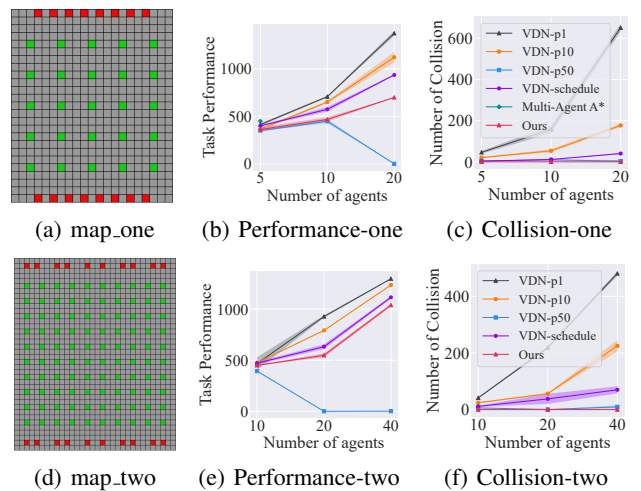 Task Performance
1000
500
0
5
10
20
Number of agents
Number of Collision
600
400
200
0
VDN-p1
VDN-p10
VDN-p50
VDN-schedule
Multi-Agent A*
Ours
5
10
20
Number of agents
(a) map_one
(b) Performance-one
(c) Collision-one
Task Performance
1000
500
0
10
20
40
Number of agents
Number of Collision
400
200
0
VDN-p1
VDN-p10
VDN-p50
VDN-schedule
Ours
10
20
40
Number of agents
(d) map_two
(e) Performance-two
(f) Collision-two